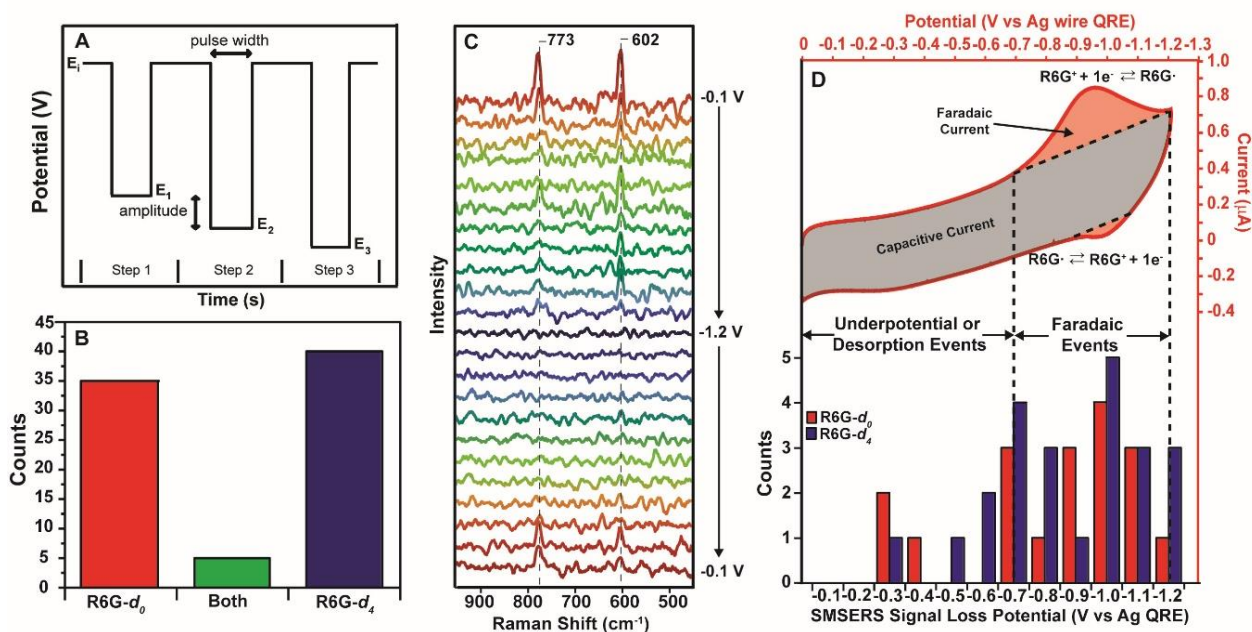 A
pulse width
Ei
E1
amplitude
E2
E3
Step 1 Step 2 Step 3
Potential (V)
Time (s)
B
45
40
35
30
25
20
15
10
5
0
Counts
R6G-d0 Both R6G-d4
C
773 602
-0.1 V
-1.2 V
-0.1 V
Intensity
900 800 700 600 500
Raman Shift (cm-1)
Potential (V vs Ag wire QRE)
0 -0.1 -0.2 -0.3 -0.4 -0.5 -0.6 -0.7 -0.8 -0.9 -1.0 -1.1 -1.2 -1.3
D
R6G+ + 1e- ⇄ R6G·
Faradaic
Current
Capacitive Current
R6G· ⇄ R6G+ + 1e-
1.0
0.8
0.6
0.4
0.2
0
-0.2
-0.4
Current (µA)
Underpotential or
Desorption Events
Faradaic
Events
R6G-d0
R6G-d4
5
4
3
2
1
0
Counts
-0.1 -0.2 -0.3 -0.4 -0.5 -0.6 -0.7 -0.8 -0.9 -1.0 -1.1 -1.2
SMSERS Signal Loss Potential (V vs Ag QRE)